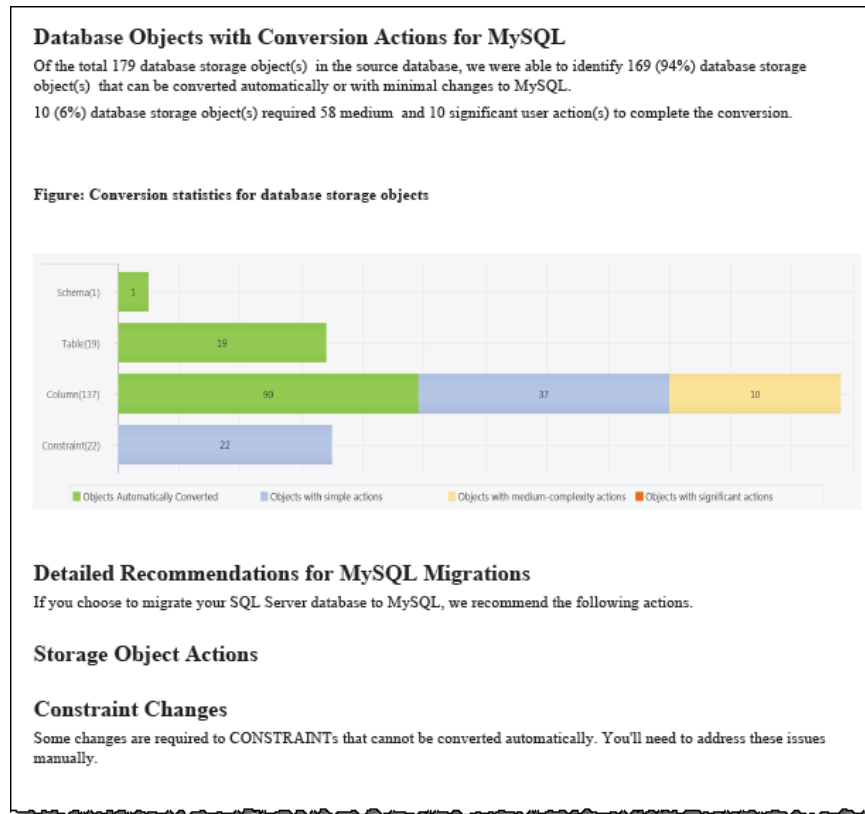 Database Objects with Conversion Actions for MySQL
Of the total 179 database storage object(s) in the source database, we were able to identify 169 (94%) database storage
object(s) that can be converted automatically or with minimal changes to MySQL.
10 (6%) database storage object(s) required 58 medium and 10 significant user action(s) to complete the conversion.
Figure: Conversion statistics for database storage objects
Schema(1) 1
Table(19) 19
Column(137) 90 37 10
Constraint(22) 22
Objects Automatically Converted Objects with simple actions Objects with medium-complexity actions Objects with significant actions
Detailed Recommendations for MySQL Migrations
If you choose to migrate your SQL Server database to MySQL, we recommend the following actions.
Storage Object Actions
Constraint Changes
Some changes are required to CONSTRAINTs that cannot be converted automatically. You'll need to address these issues
manually.